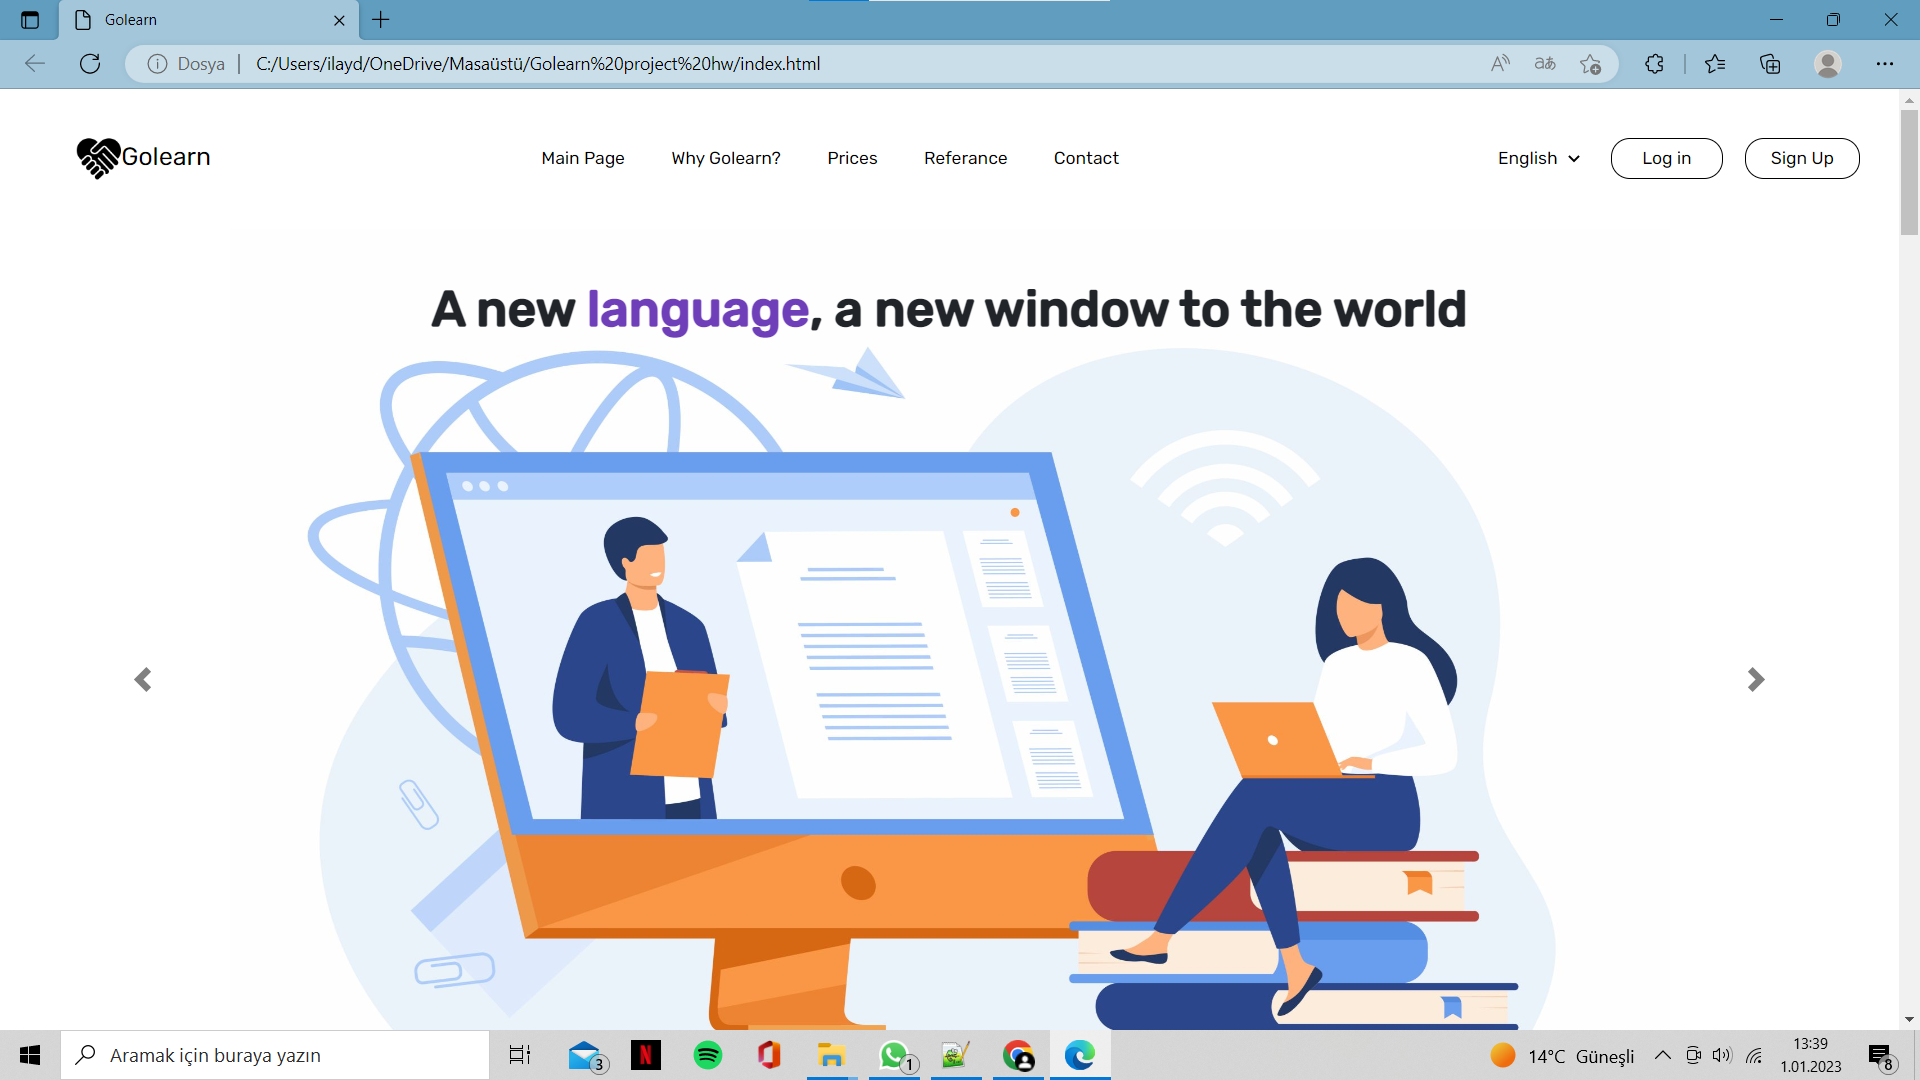 Golearn
Dosya C:/Users/ilayd/OneDrive/Masaüstü/Golearn%20project%20hw/index.html
Golearn Main Page Why Golearn? Prices Referance Contact English Log in Sign Up
A new language, a new window to the world
Aramak için buraya yazın 3 1 14°C Güneşli 13:39
1.01.2023 8